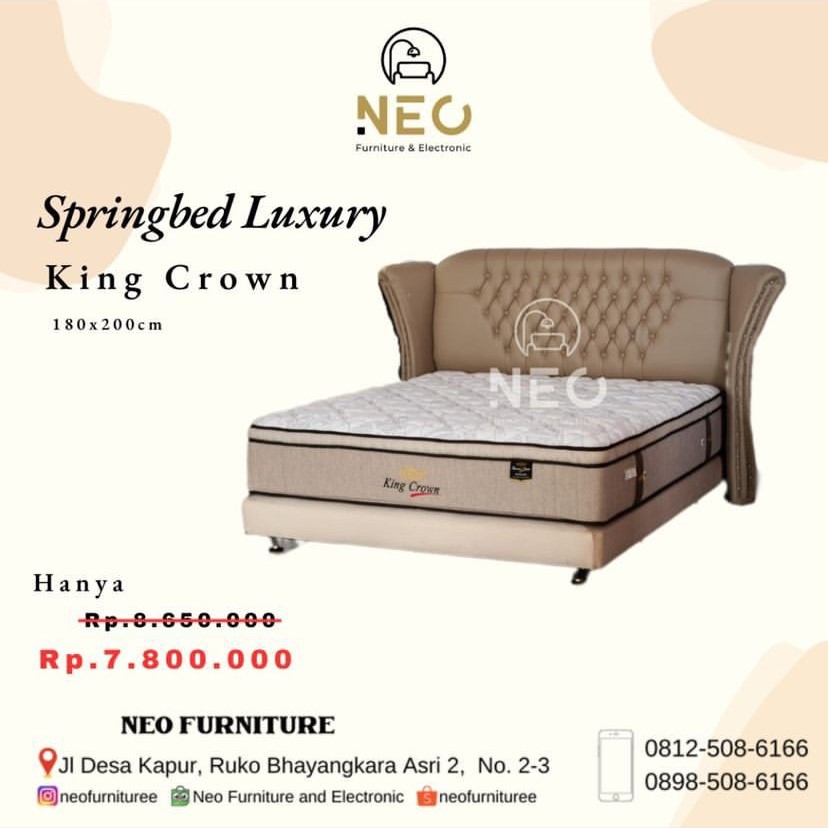 NEO
Furniture & Electronic
Springbed Luxury
King Crown
180x200cm
NEO
King Crown
Hanya
Rp.8.650.000
Rp.7.800.000
NEO FURNITURE
Jl Desa Kapur, Ruko Bhayangkara Asri 2, No. 2-3
neofurnituree Neo Furniture and Electronic neofurnituree
0812-508-6166
0898-508-6166